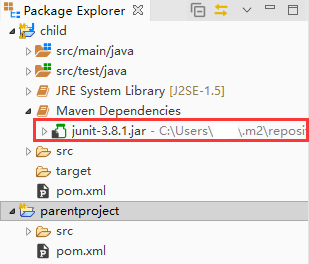 Package Explorer
child
src/main/java
src/test/java
JRE System Library [J2SE-1.5]
Maven Dependencies
junit-3.8.1.jar - C:\Users\ \.m2\reposi
src
target
pom.xml
parentproject
src
pom.xml